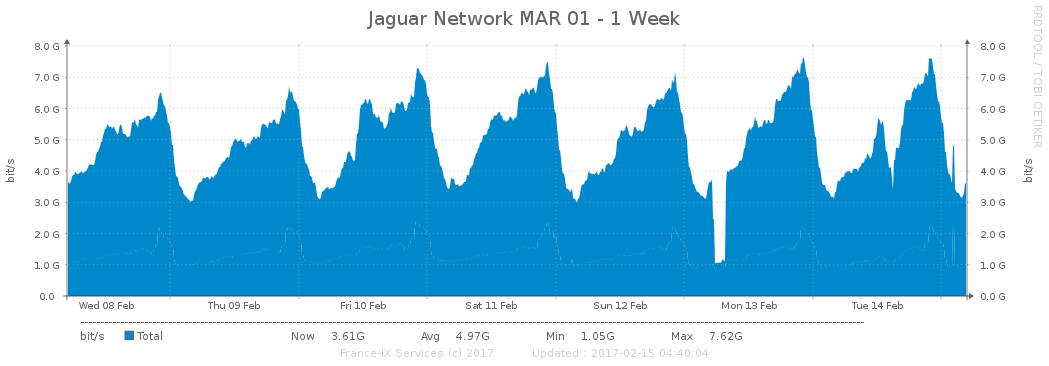 Jaguar Network MAR 01 - 1 Week
RRDTOOL / TOBI OETIKER
bit/s
8.0 G 8.0 G
7.0 G 7.0 G
6.0 G 6.0 G
5.0 G 5.0 G
4.0 G 4.0 G
3.0 G 3.0 G
2.0 G 2.0 G
1.0 G 1.0 G
0.0 0.0 G
bit/s
Wed 08 Feb Thu 09 Feb Fri 10 Feb Sat 11 Feb Sun 12 Feb Mon 13 Feb Tue 14 Feb
bit/s Total Now 3.61G Avg 4.97G Min 1.05G Max 7.62G
France-IX Services (c) 2017 Updated : 2017-02-15 04:40:04